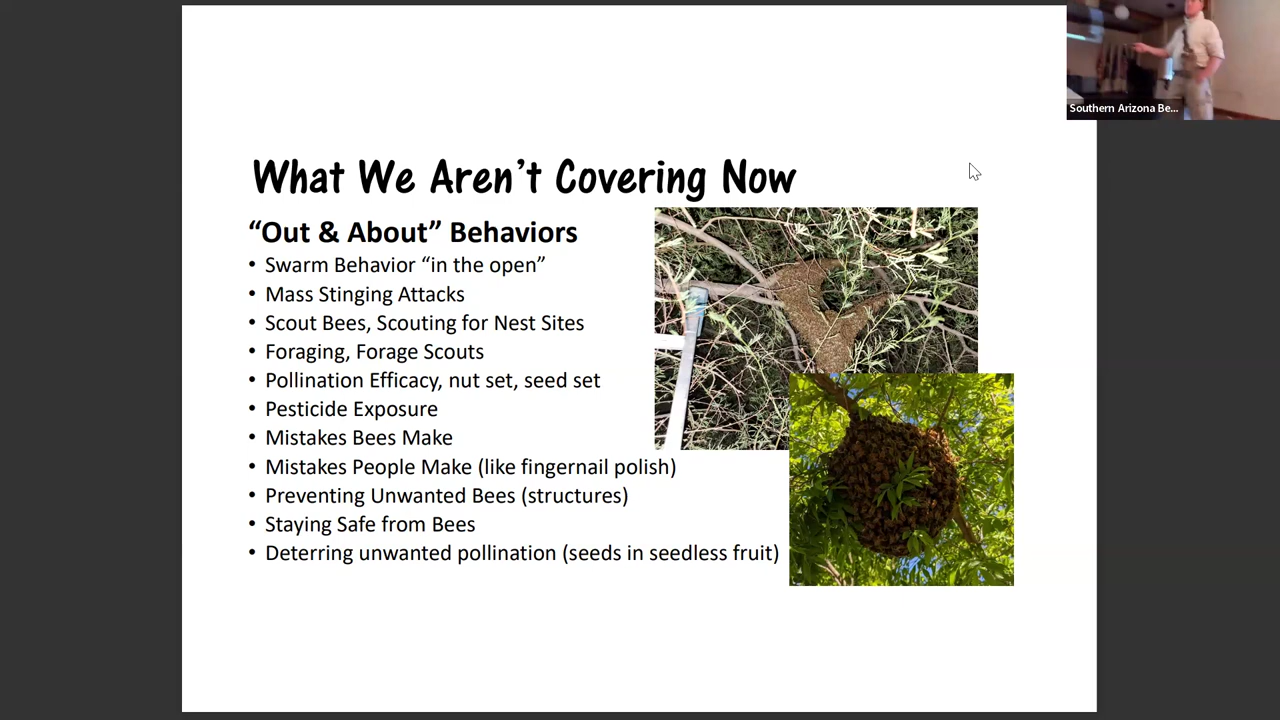 What We Aren't Covering Now
“Out & About” Behaviors
• Swarm Behavior “in the open”
• Mass Stinging Attacks
• Scout Bees, Scouting for Nest Sites
• Foraging, Forage Scouts
• Pollination Efficacy, nut set, seed set
• Pesticide Exposure
• Mistakes Bees Make
• Mistakes People Make (like fingernail polish)
• Preventing Unwanted Bees (structures)
• Staying Safe from Bees
• Deterring unwanted pollination (seeds in seedless fruit)
Southern Arizona Be...